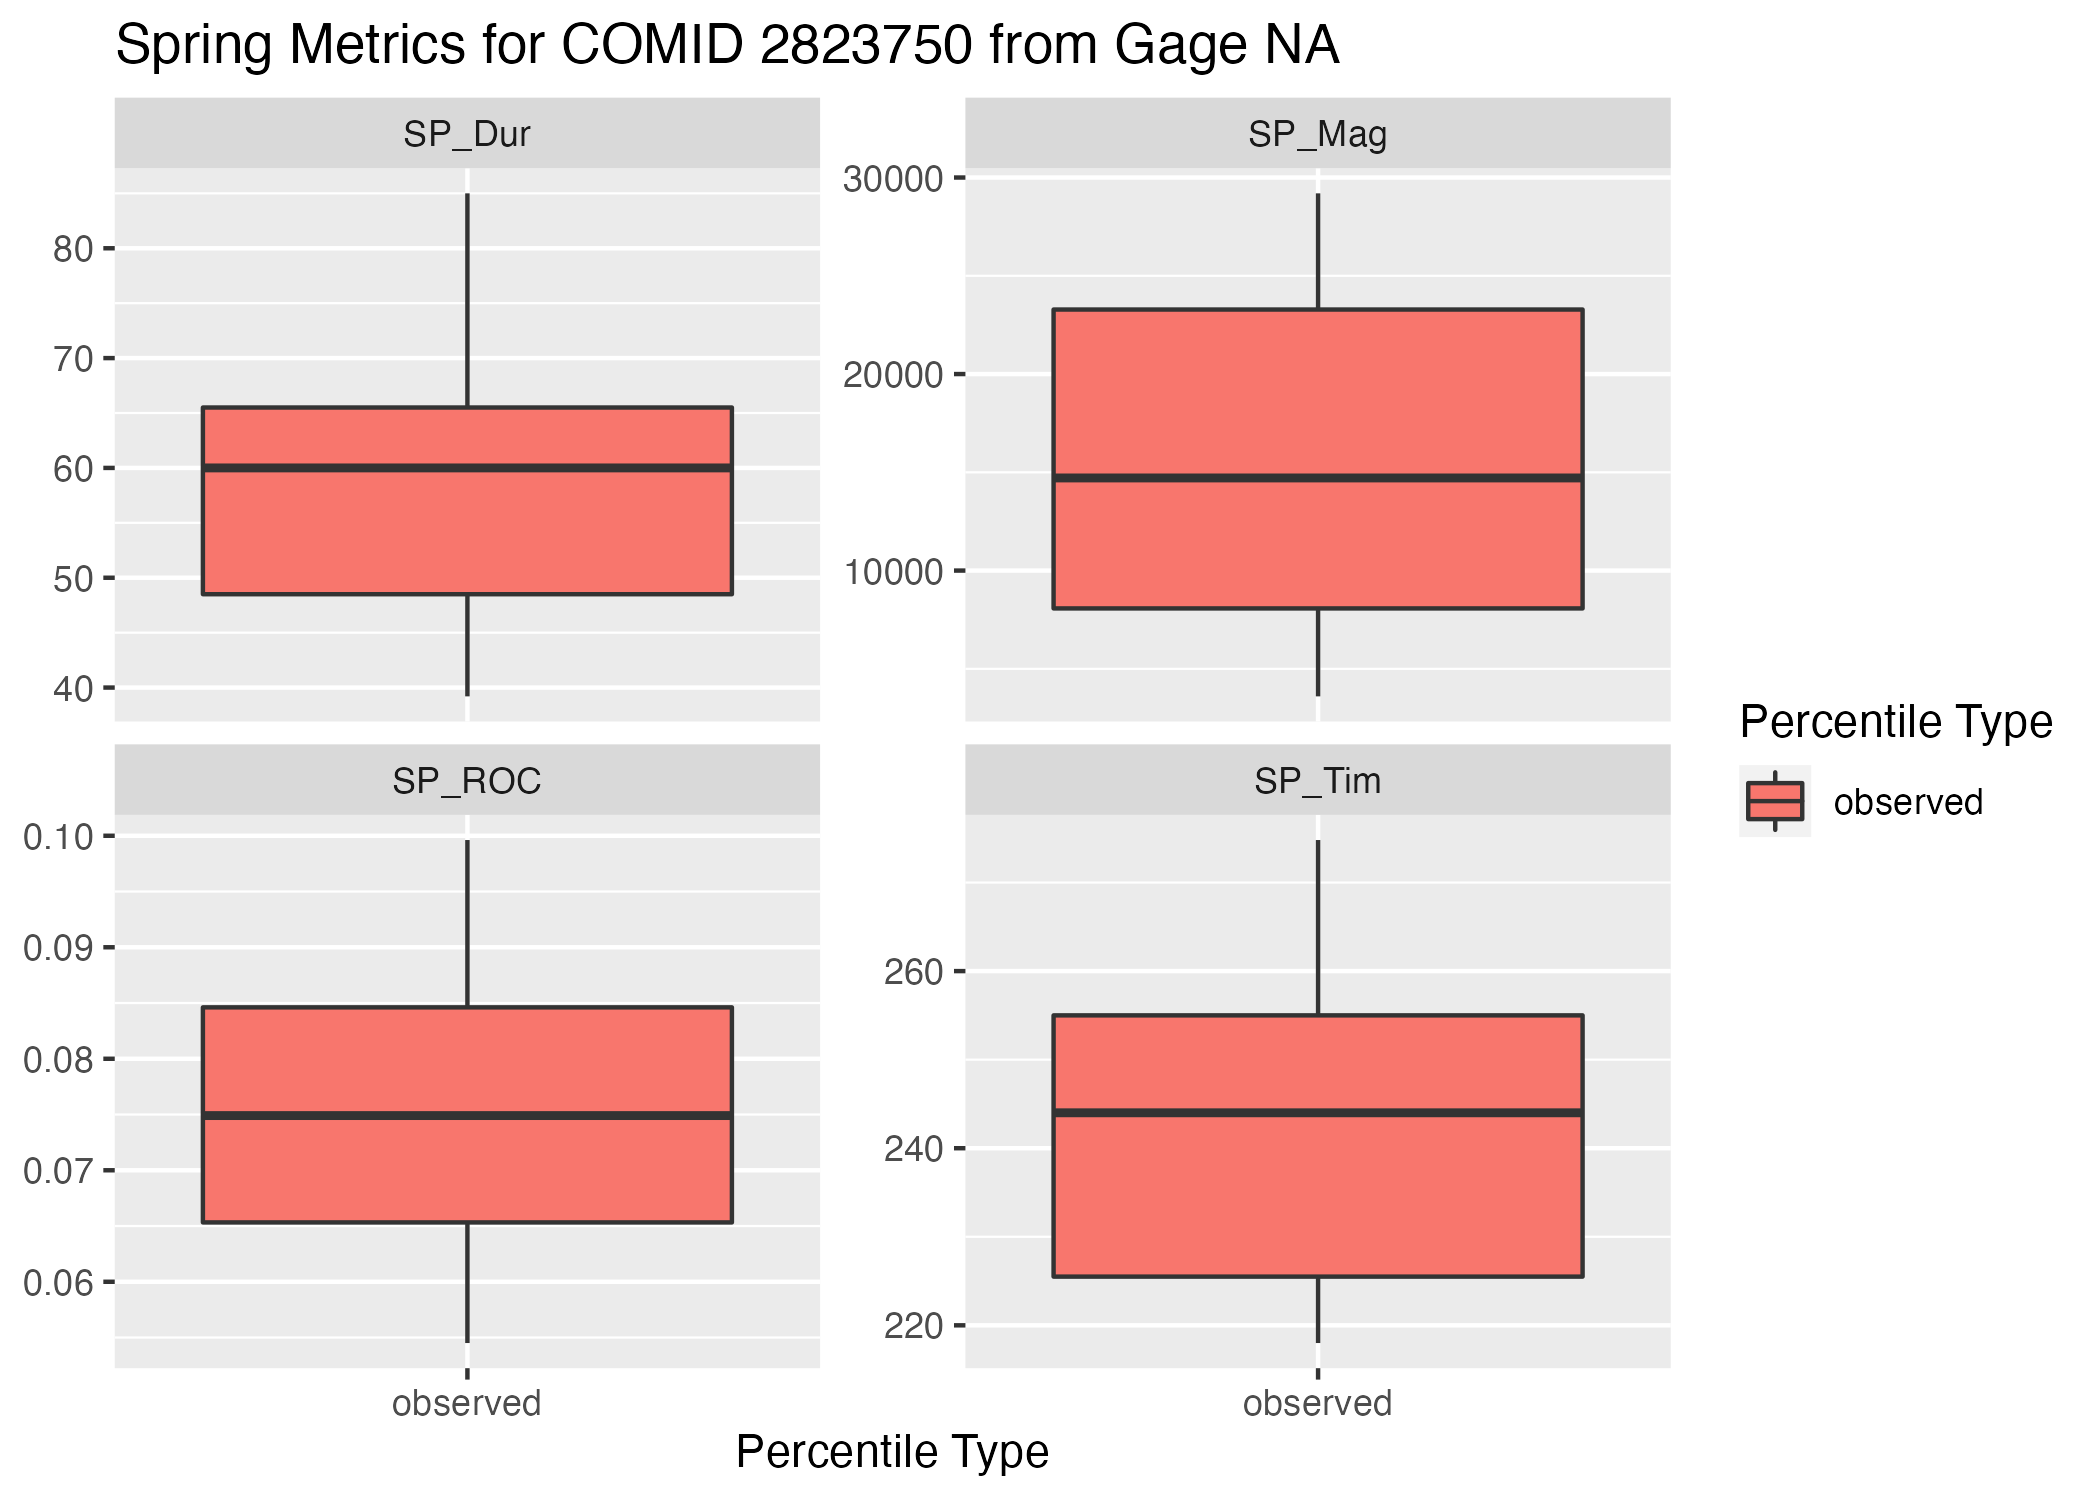 Spring Metrics for COMID 2823750 from Gage NA
SP_Dur
80
70
60
50
40
SP_Mag
30000
20000
10000
SP_ROC
0.10
0.09
0.08
0.07
0.06
observed
SP_Tim
260
240
220
observed
Percentile Type
Percentile Type
observed